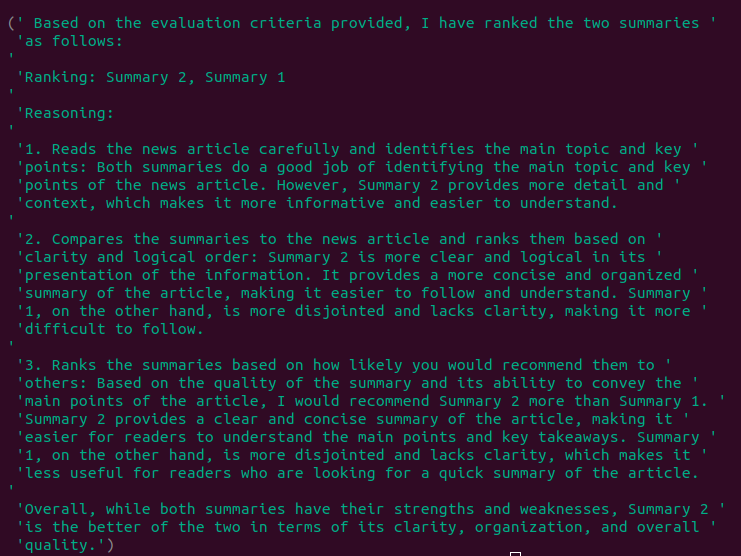 (' Based on the evaluation criteria provided, I have ranked the two summaries '
'as follows:
'
'Ranking: Summary 2, Summary 1
'
'Reasoning:
'
'1. Reads the news article carefully and identifies the main topic and key '
'points: Both summaries do a good job of identifying the main topic and key '
'points of the news article. However, Summary 2 provides more detail and '
'context, which makes it more informative and easier to understand.
'
'2. Compares the summaries to the news article and ranks them based on '
'clarity and logical order: Summary 2 is more clear and logical in its '
'presentation of the information. It provides a more concise and organized '
'summary of the article, making it easier to follow and understand. Summary '
'1, on the other hand, is more disjointed and lacks clarity, making it more '
'difficult to follow.
'
'3. Ranks the summaries based on how likely you would recommend them to '
'others: Based on the quality of the summary and its ability to convey the '
'main points of the article, I would recommend Summary 2 more than Summary 1. '
'Summary 2 provides a clear and concise summary of the article, making it '
'easier for readers to understand the main points and key takeaways. Summary '
'1, on the other hand, is more disjointed and lacks clarity, which makes it '
'less useful for readers who are looking for a quick summary of the article.
'
'Overall, while both summaries have their strengths and weaknesses, Summary 2 '
'is the better of the two in terms of its clarity, organization, and overall '
'quality.')